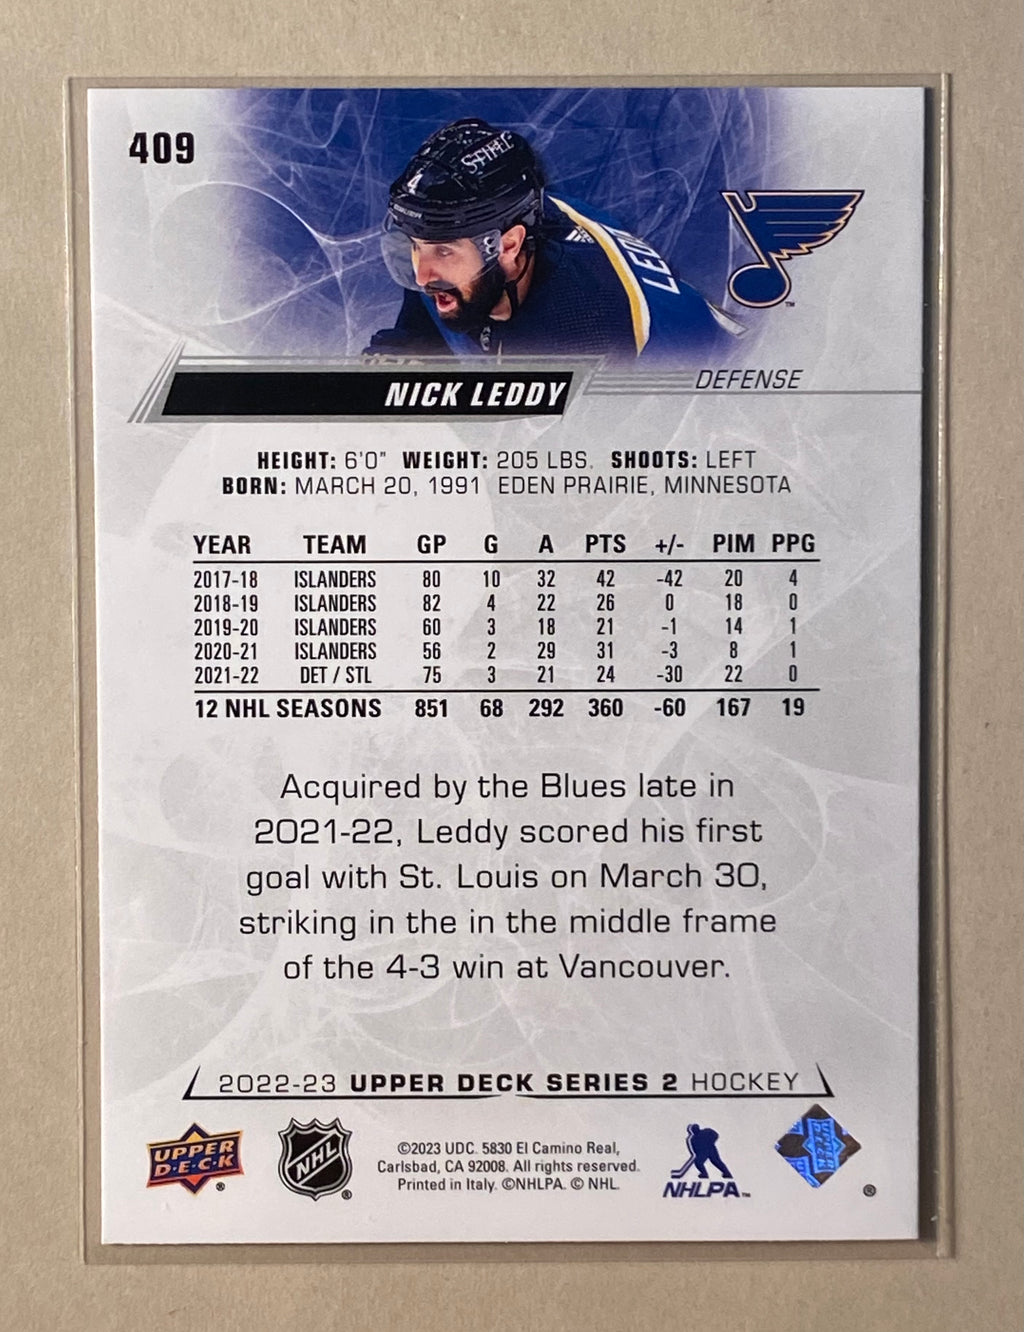 409
STIFEL
4
LEDD
™
NICK LEDDY
DEFENSE
HEIGHT: 6'0" WEIGHT: 205 LBS. SHOOTS: LEFT
BORN: MARCH 20, 1991 EDEN PRAIRIE, MINNESOTA
YEAR TEAM GP G A PTS +/- PIM PPG
2017-18 ISLANDERS 80 10 32 42 -42 20 4
2018-19 ISLANDERS 82 4 22 26 0 18 0
2019-20 ISLANDERS 60 3 18 21 -1 14 1
2020-21 ISLANDERS 56 2 29 31 -3 8 1
2021-22 DET / STL 75 3 21 24 -30 22 0
12 NHL SEASONS 851 68 292 360 -60 167 19
Acquired by the Blues late in
2021-22, Leddy scored his first
goal with St. Louis on March 30,
striking in the in the middle frame
of the 4-3 win at Vancouver.
2022-23 UPPER DECK SERIES 2 HOCKEY
UPPER
D•E•C•K
®
NHL
®
©2023 UDC. 5830 El Camino Real,
Carlsbad, CA 92008. All rights reserved.
Printed in Italy. ©NHLPA. © NHL.
NHLPA™
UPPER
DECK
®